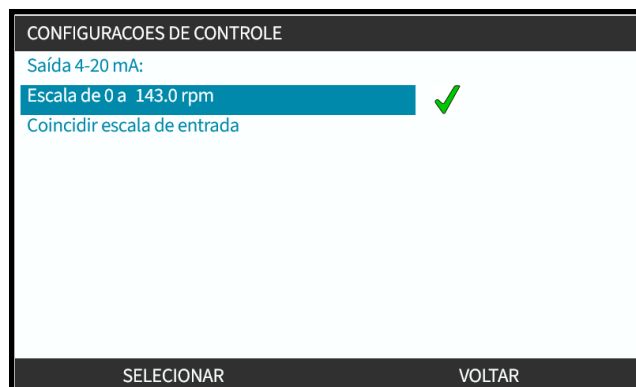 CONFIGURACOES DE CONTROLE
Saída 4-20 mA:
Escala de 0 a 143.0 rpm
Coincidir escala de entrada
SELECIONAR VOLTAR